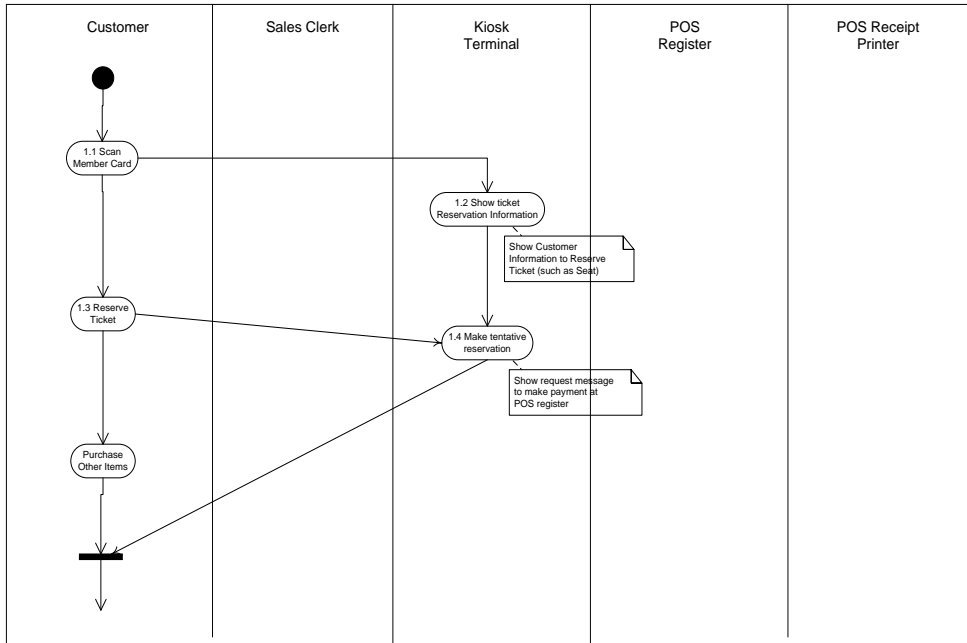 Customer
Sales Clerk
Kiosk
Terminal
POS
Register
POS Receipt
Printer
1.1 Scan
Member Card
1.2 Show ticket
Reservation Information
Show Customer
Information to Reserve
Ticket (such as Seat)
1.3 Reserve
Ticket
1.4 Make tentative
reservation
Show request message
to make payment at
POS register
Purchase
Other Items